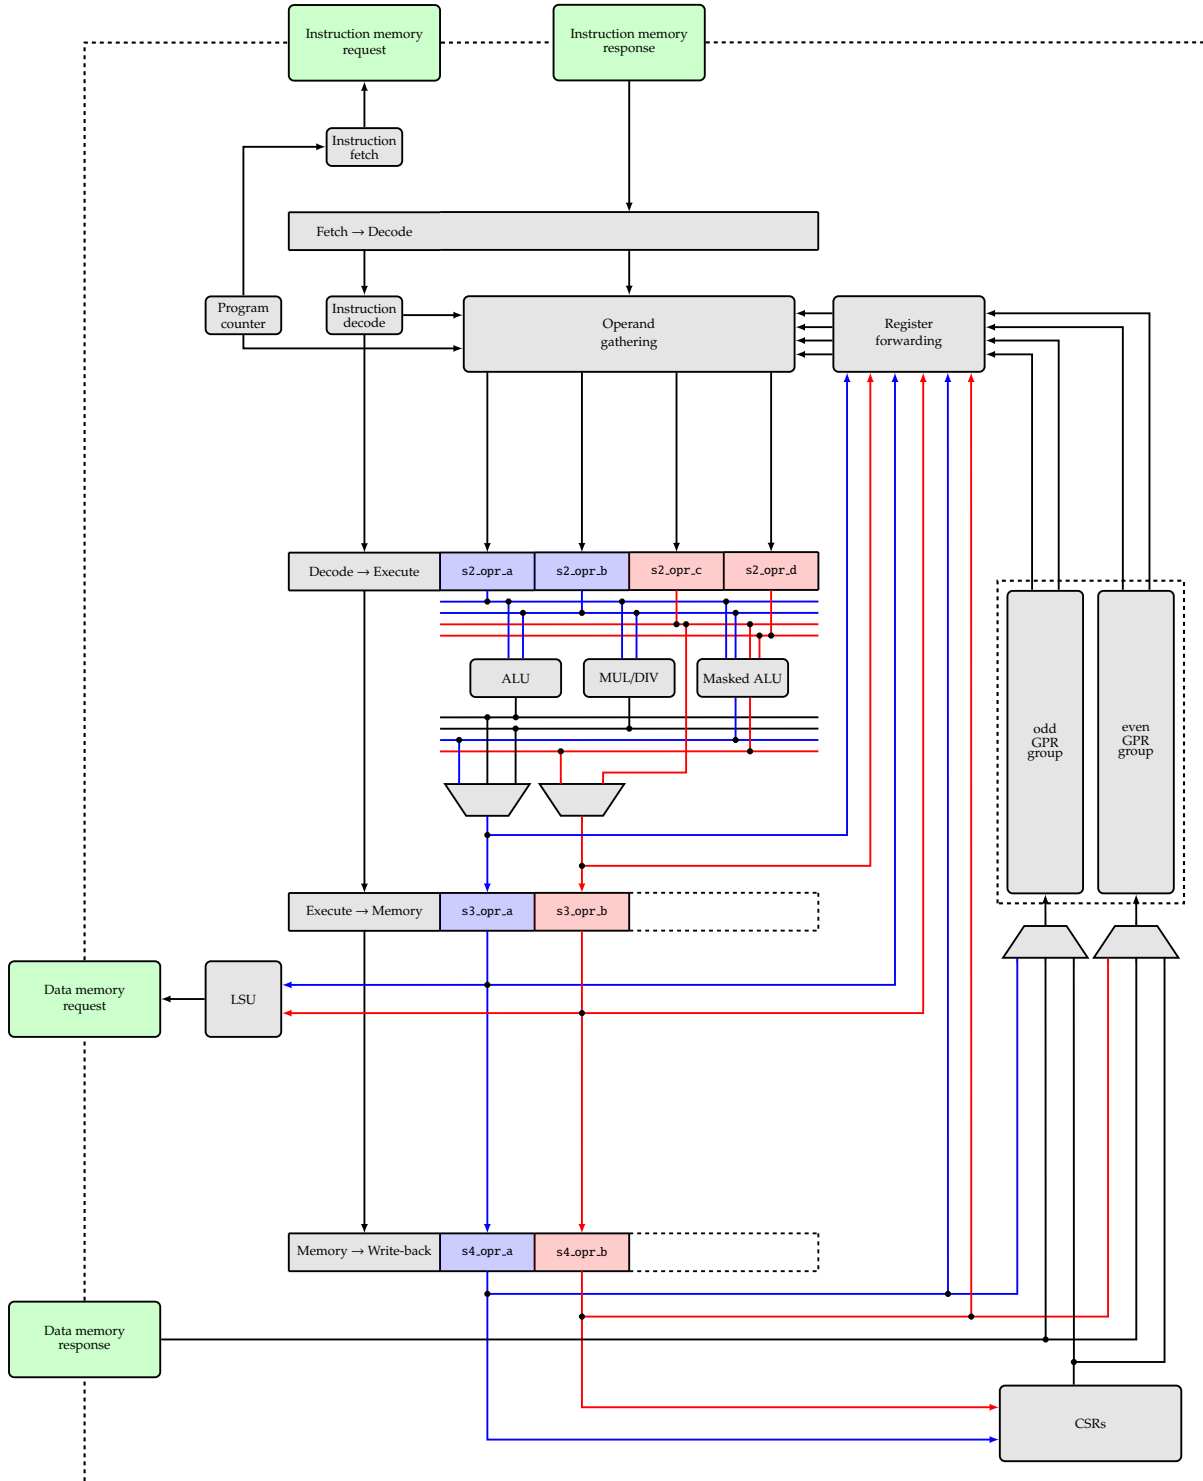 Instruction memory
request
Instruction memory
response
Instruction
fetch
Fetch → Decode
Program
counter
Instruction
decode
Operand
gathering
Register
forwarding
Decode → Execute
s2_opr_a
s2_opr_b
s2_opr_c
s2_opr_d
ALU
MUL/DIV
Masked ALU
odd
GPR
group
even
GPR
group
Execute → Memory
s3_opr_a
s3_opr_b
Data memory
request
LSU
Memory → Write-back
s4_opr_a
s4_opr_b
Data memory
response
CSRs